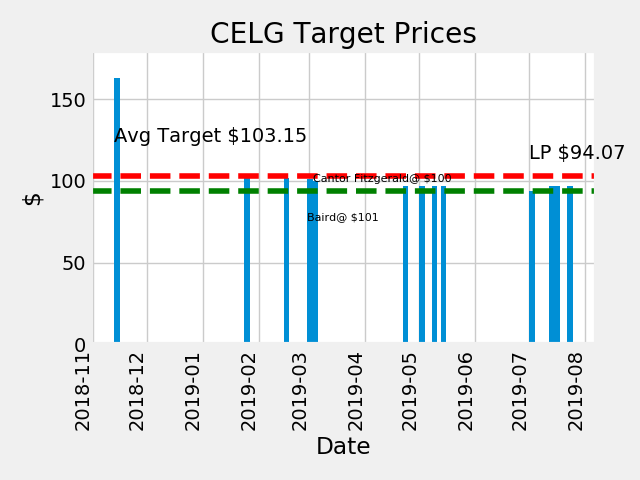 CELG Target Prices
150
Avg Target $103.15
LP $94.07
100
Cantor Fitzgerald@ $100
Baird@ $101
$
50
0
2018-11
2018-12
2019-01
2019-02
2019-03
2019-04
2019-05
2019-06
2019-07
2019-08
Date